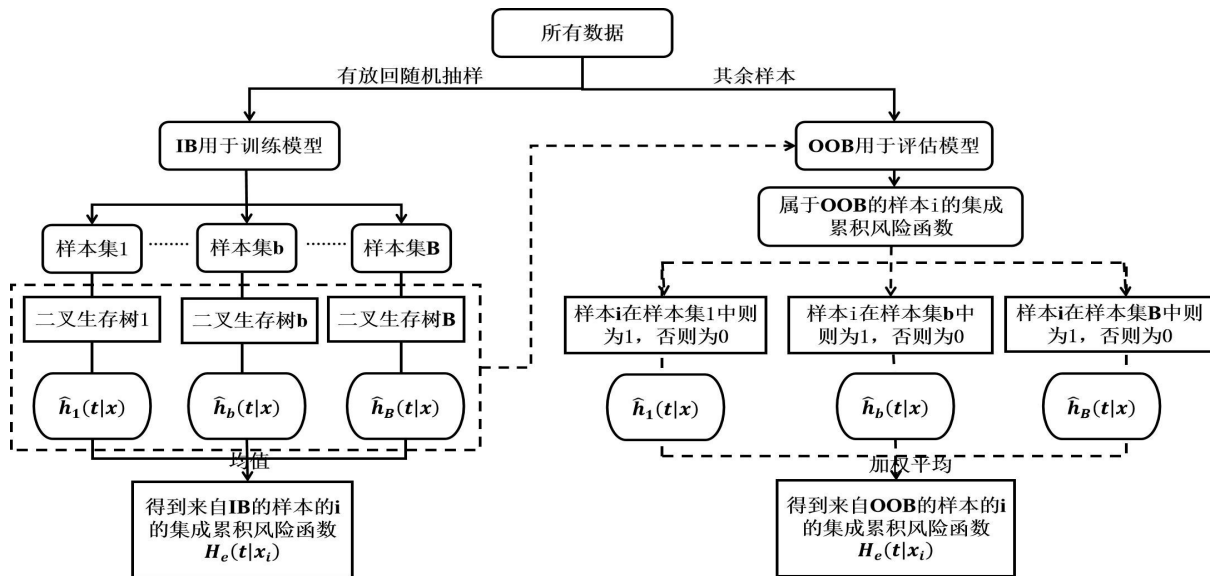 所有数据
有放回随机抽样
其余样本
IB用于训练模型
OOB用于评估模型
属于OOB的样本i的集成
累积风险函数
样本集1
........
样本集b
........
样本集B
二叉生存树1
二叉生存树b
二叉生存树B
样本i在样本集1中则
为1，否则为0
样本i在样本集b中
则为1，否则为0
样本i在样本集B中则
为1，否则为0
ĥ₁(t|x)
ĥ_b(t|x)
ĥ_B(t|x)
ĥ₁(t|x)
ĥ_b(t|x)
ĥ_B(t|x)
均值
加权平均
得到来自IB的样本的i
的集成累积风险函数
H_e(t|x_i)
得到来自OOB的样本的i
的集成累积风险函数
H_e(t|x_i)